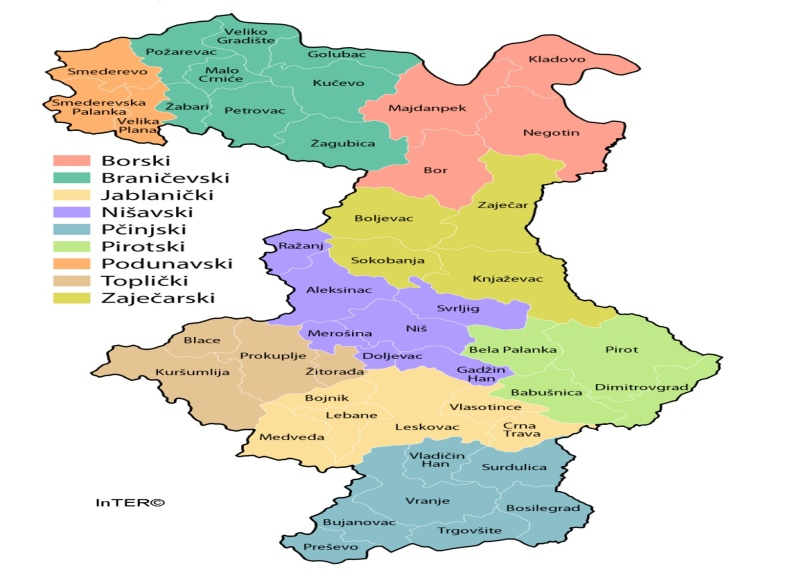 Kladovo
Veliko
Gradište
Požarevac
Golubac
Smederevo
Malo
Crniće
Kučevo
Smederevska
Palanka
Žabari
Petrovac
Majdanpek
Velika
Plana
Negotin
Žagubica
Bor
Borski
Braničevski
Jablanički
Nišavski
Pčinjski
Pirotski
Podunavski
Toplički
Zaječarski
Zaječar
Boljevac
Ražanj
Sokobanja
Knjaževac
Aleksinac
Svrljig
Merošina
Niš
Blace
Prokuplje
Doljevac
Bela Palanka
Pirot
Kuršumlija
Žitorađa
Gadžin
Han
Dimitrovgrad
Babušnica
Bojnik
Lebane
Vlasotince
Medveđa
Leskovac
Crna
Trava
Vladičin
Han
Surdulica
Vranje
Bosilegrad
InTER©
Bujanovac
Trgovšite
Preševo